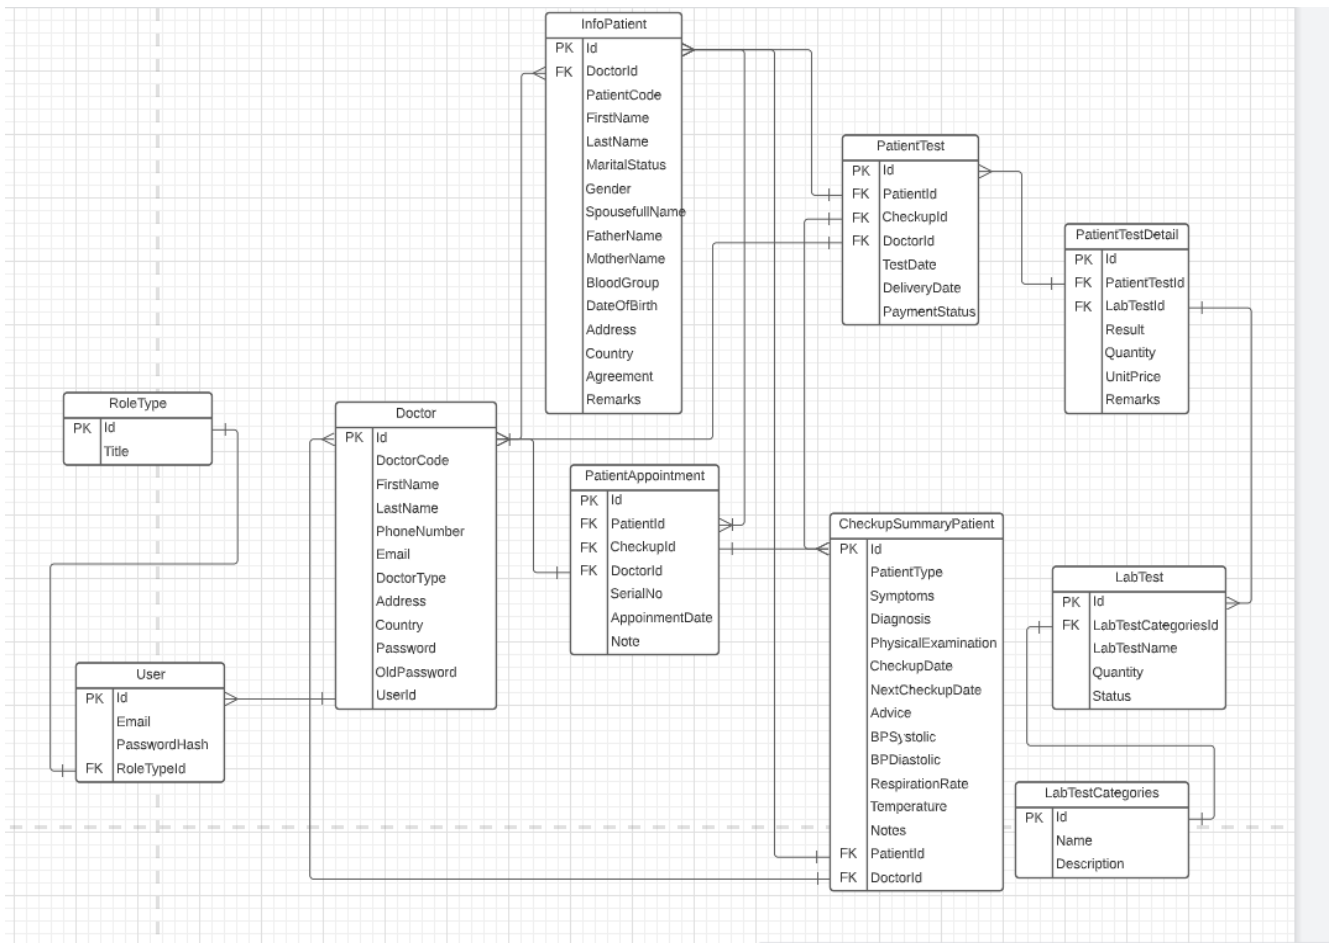 InfoPatient
PK Id
FK DoctorId
PatientCode
FirstName
LastName
MaritalStatus
Gender
SpousefullName
FatherName
MotherName
BloodGroup
DateOfBirth
Address
Country
Agreement
Remarks
PatientTest
PK Id
FK PatientId
FK CheckupId
FK DoctorId
TestDate
DeliveryDate
PaymentStatus
PatientTestDetail
PK Id
FK PatientTestId
FK LabTestId
Result
Quantity
UnitPrice
Remarks
RoleType
PK Id
Title
Doctor
PK Id
DoctorCode
FirstName
LastName
PhoneNumber
Email
DoctorType
Address
Country
Password
OldPassword
UserId
PatientAppointment
PK Id
FK PatientId
FK CheckupId
FK DoctorId
SerialNo
AppoinmentDate
Note
CheckupSummaryPatient
PK Id
PatientType
Symptoms
Diagnosis
PhysicalExamination
CheckupDate
NextCheckupDate
Advice
BPSystolic
BPDiastolic
RespirationRate
Temperature
Notes
FK PatientId
FK DoctorId
LabTest
PK Id
FK LabTestCategoriesId
LabTestName
Quantity
Status
User
PK Id
Email
PasswordHash
FK RoleTypeId
LabTestCategories
PK Id
Name
Description